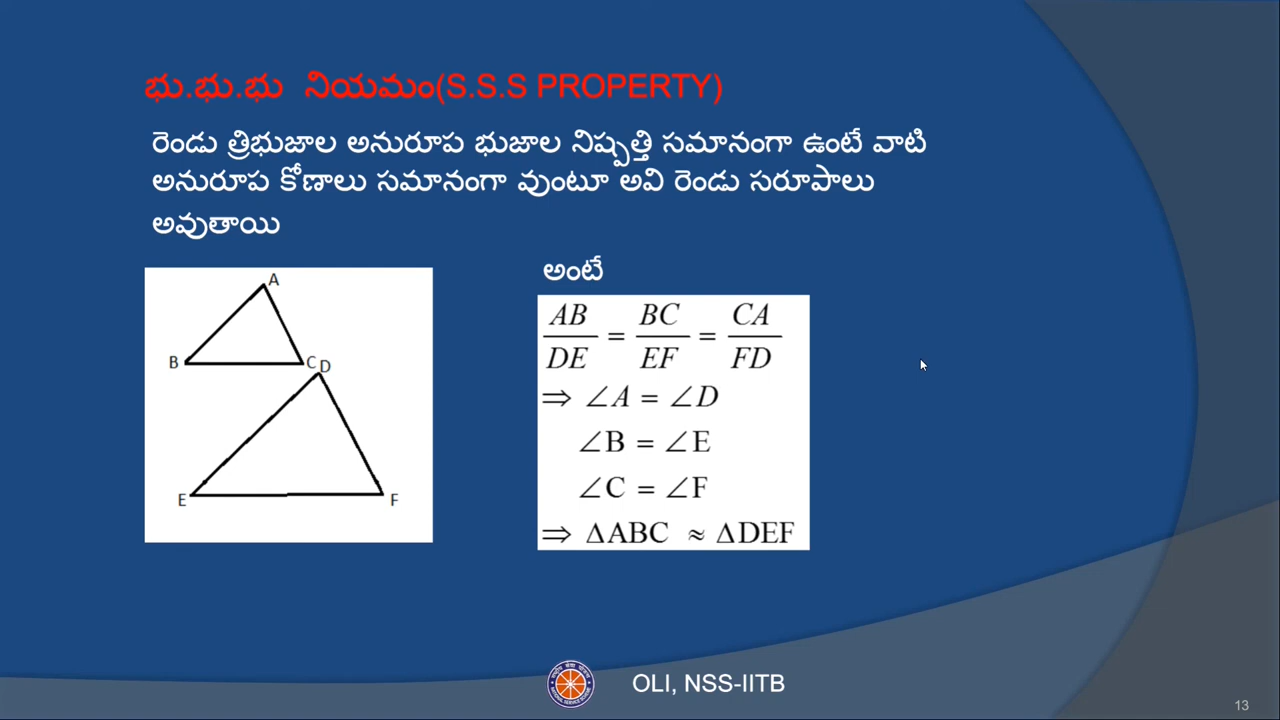 భు.భు.భు నియమం(S.S.S PROPERTY)
రెండు త్రిభుజాల అనురూప భుజాల నిష్పత్తి సమానంగా ఉంటే వాటి
అనురూప కోణాలు సమానంగా వుంటూ అవి రెండు సరూపాలు
అవుతాయి
A
B
C
D
E
F
అంటే
AB/DE = BC/EF = CA/FD
⇒ ∠A = ∠D
∠B = ∠E
∠C = ∠F
⇒ ΔABC ≈ ΔDEF
OLI, NSS-IITB
13